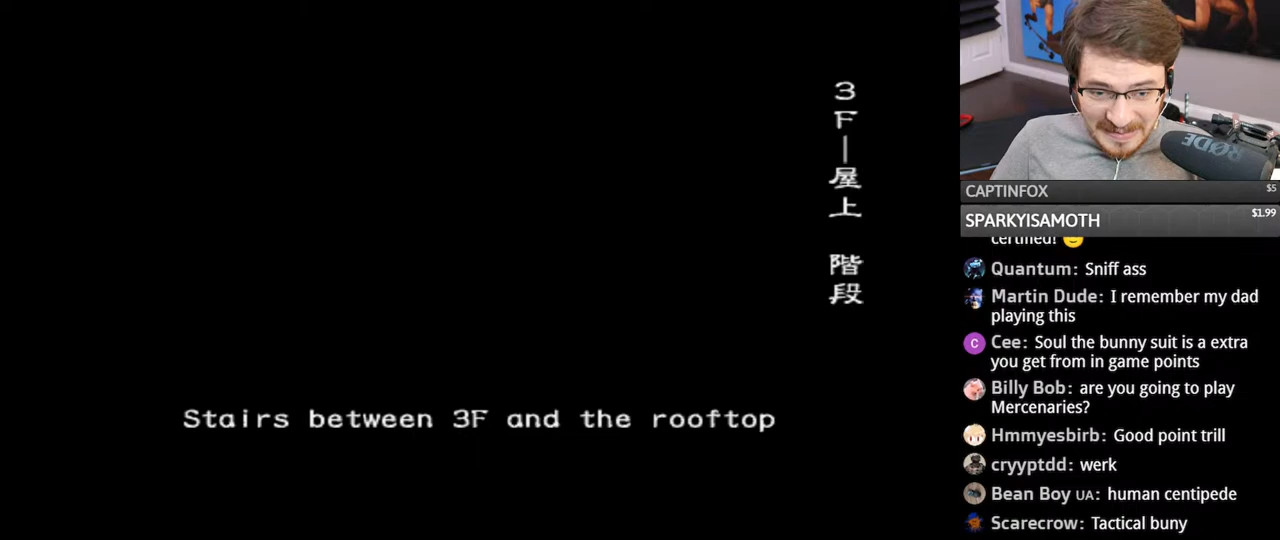 3F―屋上 階段
Stairs between 3F and the rooftop
RØDE
CAPTINFOX
$5
SPARKYISAMOTH
$1.99
certified! 
Quantum: Sniff ass
Martin Dude: I remember my dad
playing this
Cee: Soul the bunny suit is a extra
you get from in game points
Billy Bob: are you going to play
Mercenaries?
Hmmyesbirb: Good point trill
cryyptdd: werk
Bean Boy UA: human centipede
Scarecrow: Tactical buny